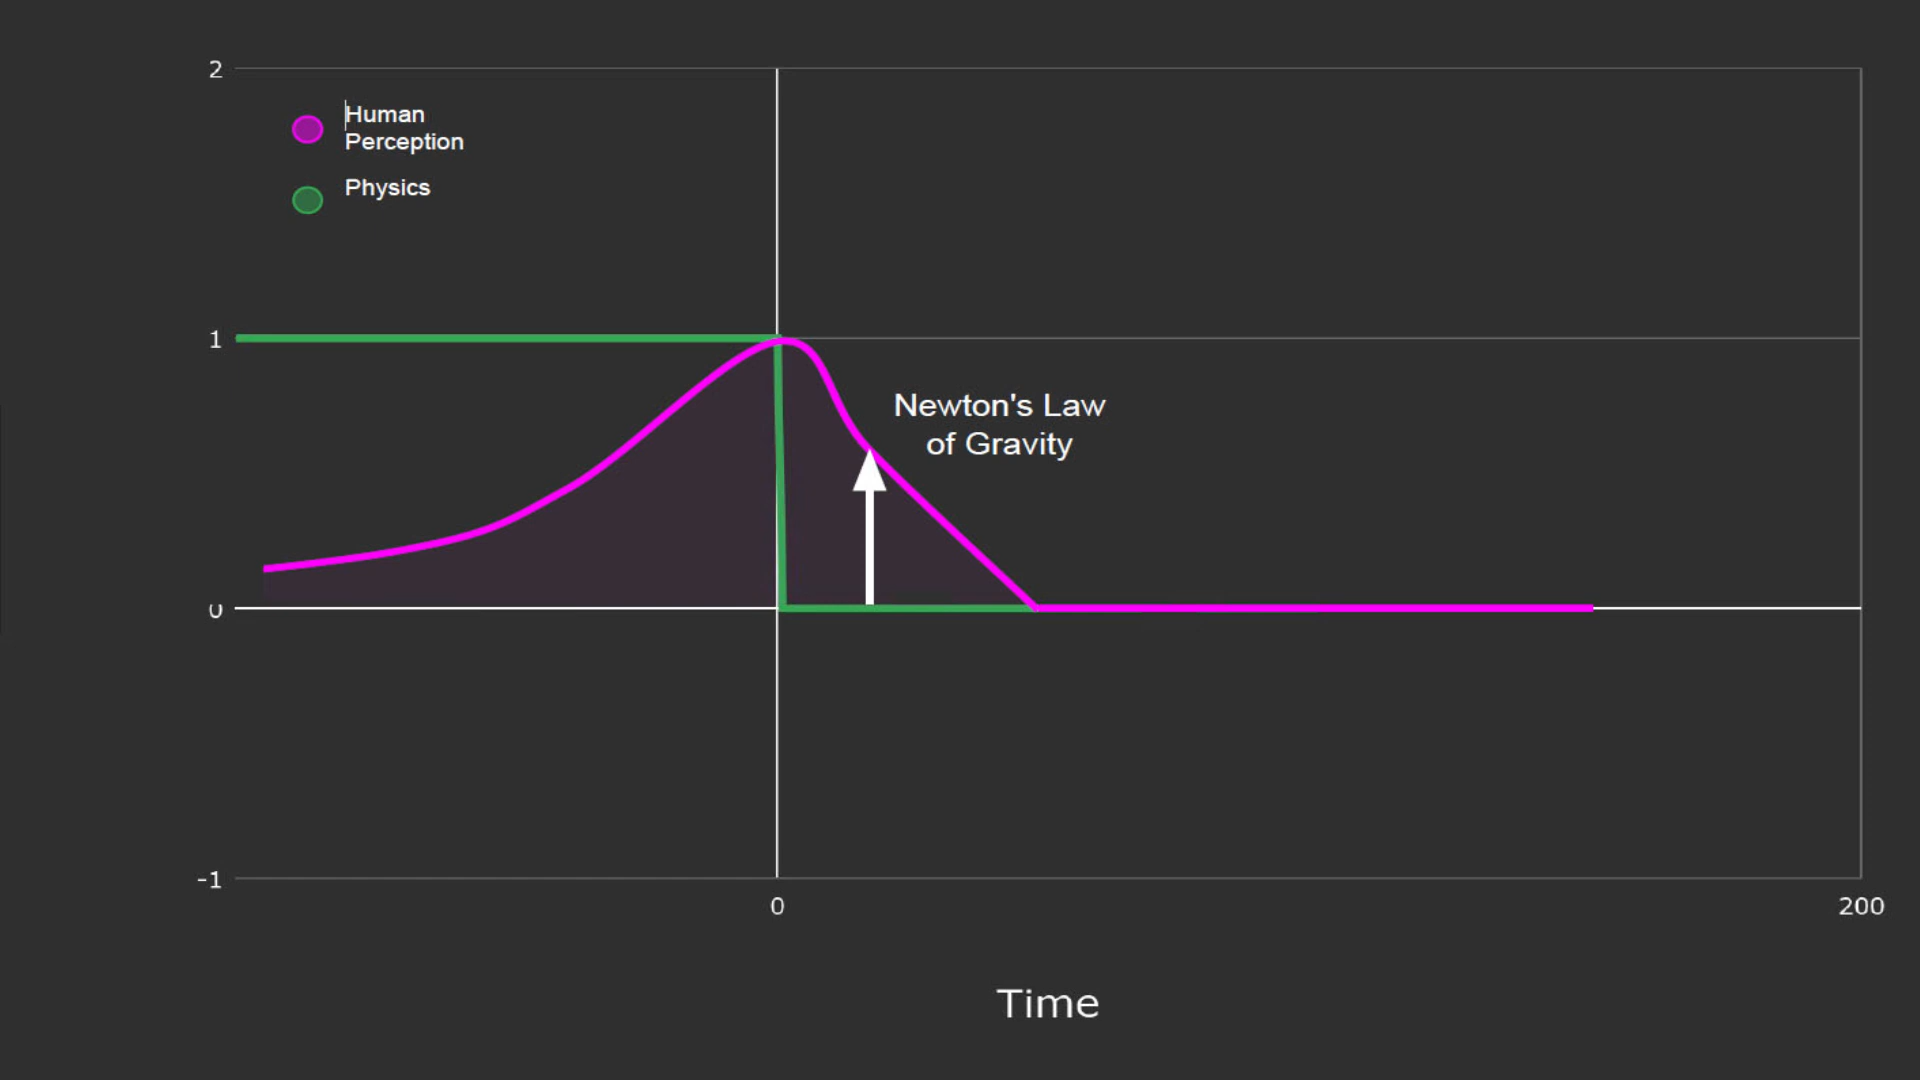 2
Human
Perception
Physics
1
Newton's Law
of Gravity
0
-1
0
200
Time